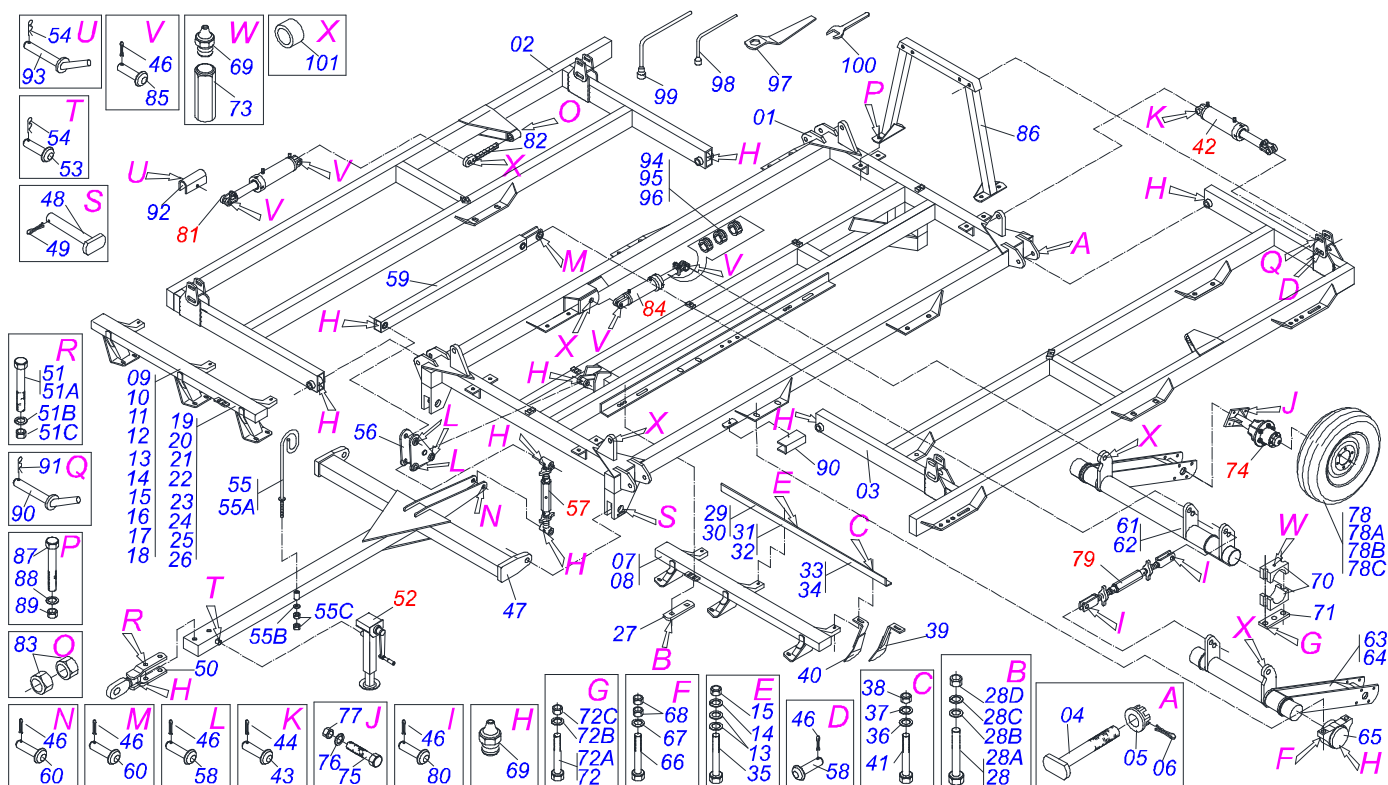 54 U
93
V
46
85
W
69
73
X
101
T
54
53
48 S
49
U
92
81
V
V
02
O
82
X
H
99
98
97
100
P
01
86
K
42
H
94
95
96
A
Q
D
59
M
H
V
84
V
X
H
R
51
51A
51B
51C
09
10
11
12
13
14
15
16
17
18
19
20
21
22
23
24
25
26
H
91 Q
90
55
55A
56
L
L
H
X
57
N
S
H
H
90
03
E
29
30
31
32
C
33
34
J
74
X
78
78A
78B
78C
61
62
79
I
I
W
70
71
G
P
87
88
89
T
R
50
H
55B
55C
52
47
07
08
27
B
40
39
X
63
64
65
F
H
83 O
N
46
60
M
46
60
L
46
58
K
44
43
77 J
76
75
I
46
80
H
69
G
72C
72B
72A
72
F
68
67
66
E
15
14
13
35
46 D
58
C
38
37
36
41
B
28D
28C
28B
28A
28
A
04
05
06